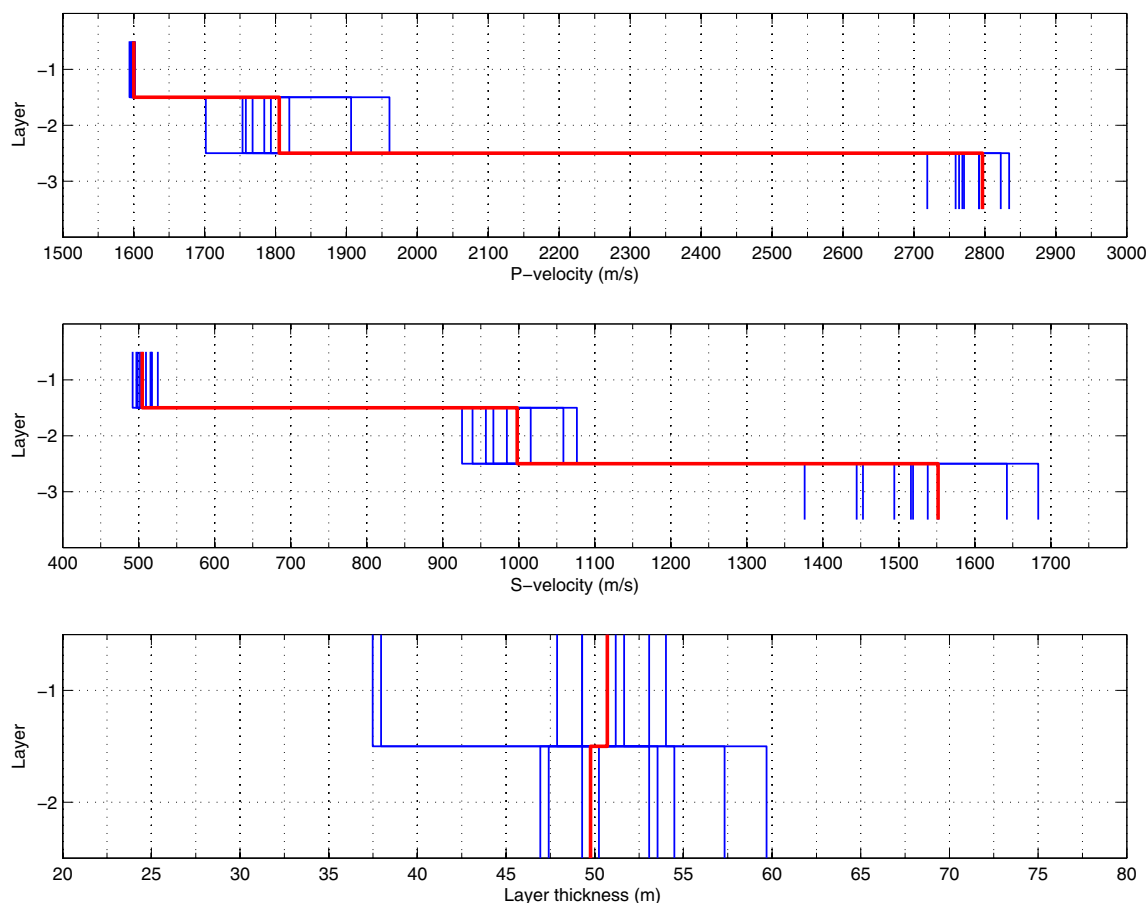 −1
−2
−3
Layer
1500 1600 1700 1800 1900 2000 2100 2200 2300 2400 2500 2600 2700 2800 2900 3000
P−velocity (m/s)
−1
−2
−3
Layer
400 500 600 700 800 900 1000 1100 1200 1300 1400 1500 1600 1700
S−velocity (m/s)
−1
−2
Layer
20 25 30 35 40 45 50 55 60 65 70 75 80
Layer thickness (m)